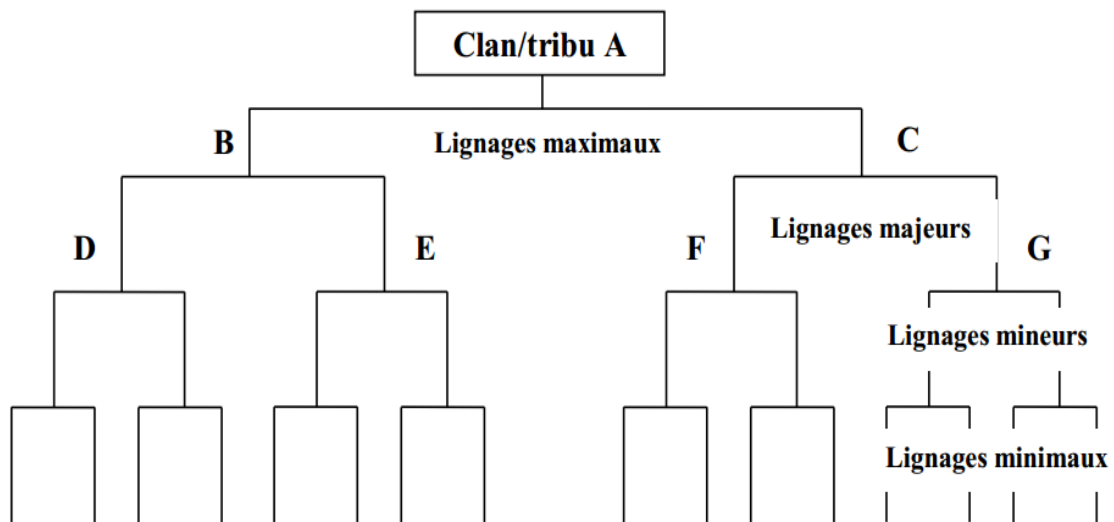 Clan/tribu A
B
Lignages maximaux
C
D
E
F
Lignages majeurs
G
Lignages mineurs
Lignages minimaux